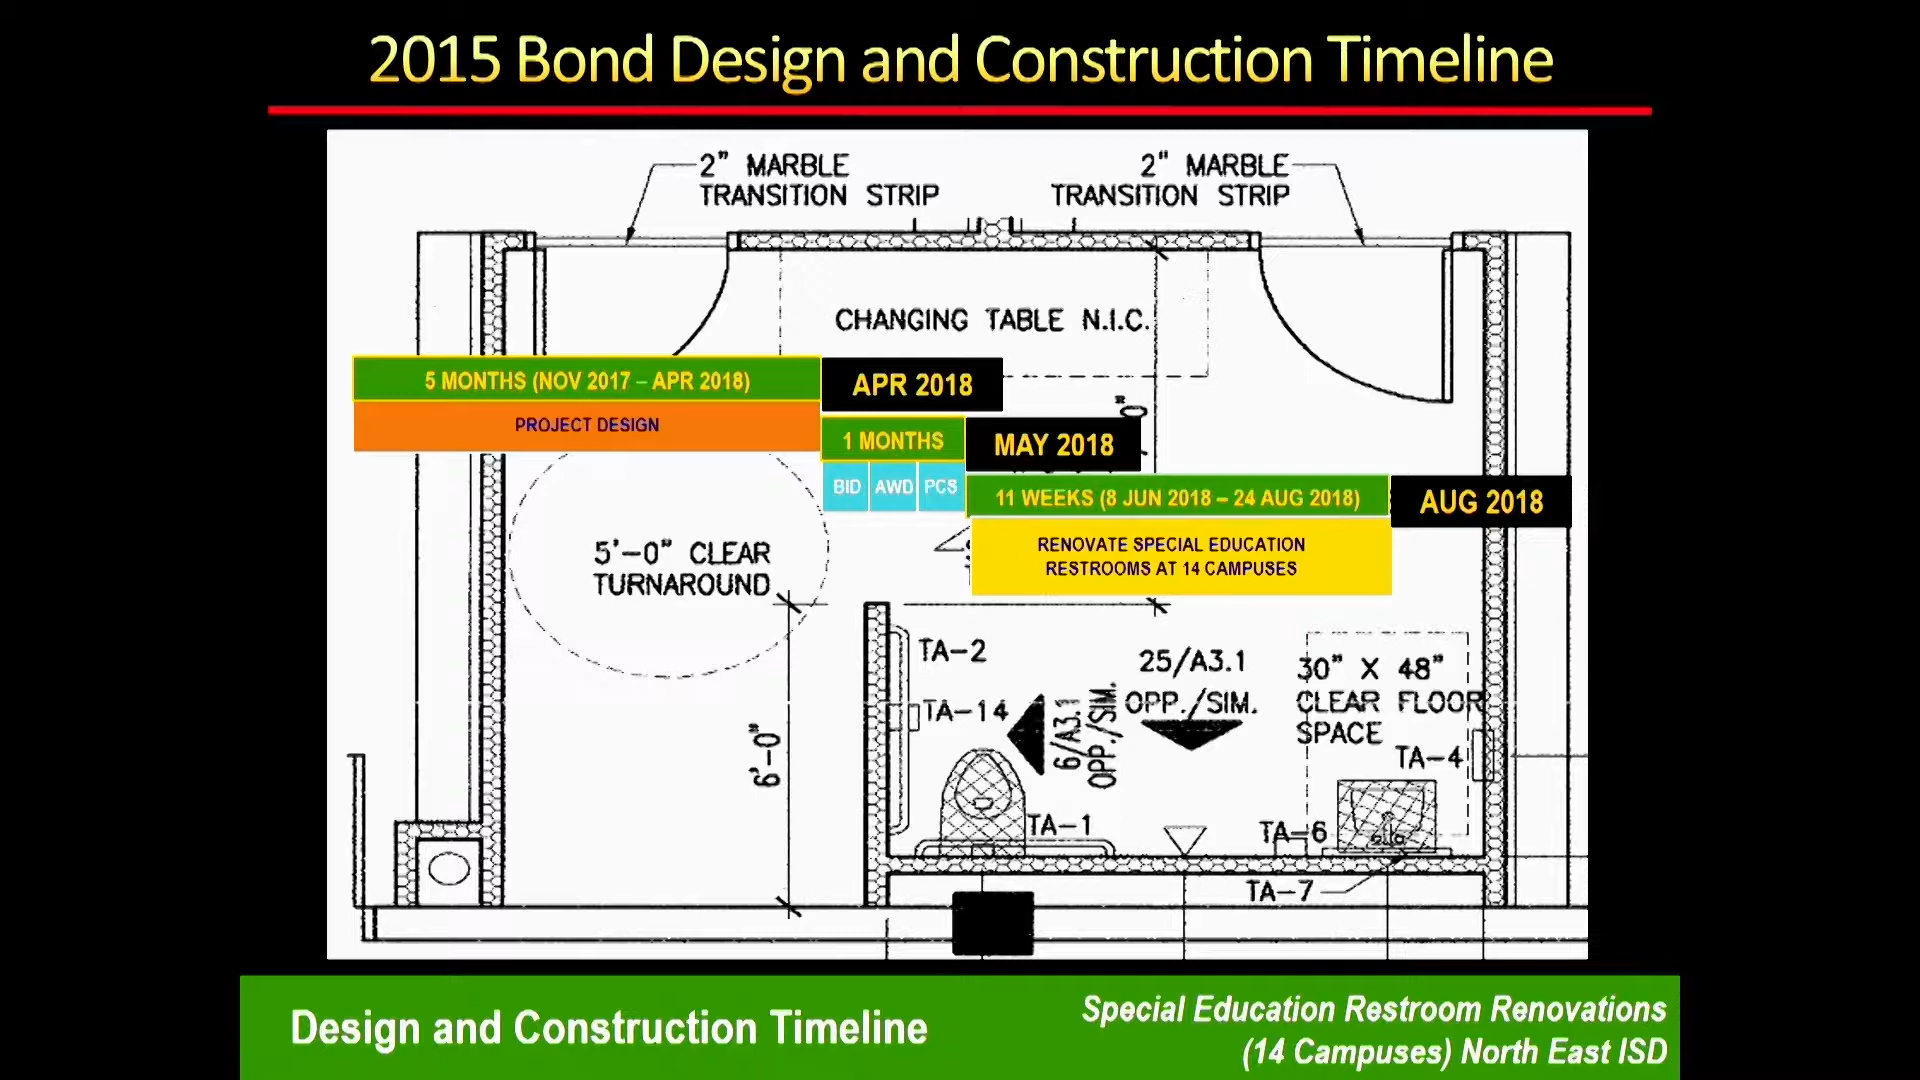 2015 Bond Design and Construction Timeline
2" MARBLE
TRANSITION STRIP
2" MARBLE
TRANSITION STRIP
CHANGING TABLE N.I.C.
5 MONTHS (NOV 2017 – APR 2018)
APR 2018
PROJECT DESIGN
1 MONTHS
MAY 2018
BID AWD PCS
11 WEEKS (8 JUN 2018 – 24 AUG 2018)
AUG 2018
RENOVATE SPECIAL EDUCATION
RESTROOMS AT 14 CAMPUSES
5'-0" CLEAR
TURNAROUND
6'-0"
TA-2
TA-14
6/A3.1
OPP./SIM.
25/A3.1
OPP./SIM.
30" X 48"
CLEAR FLOOR
SPACE
TA-4
TA-1
TA-6
TA-7
Design and Construction Timeline
Special Education Restroom Renovations
(14 Campuses) North East ISD